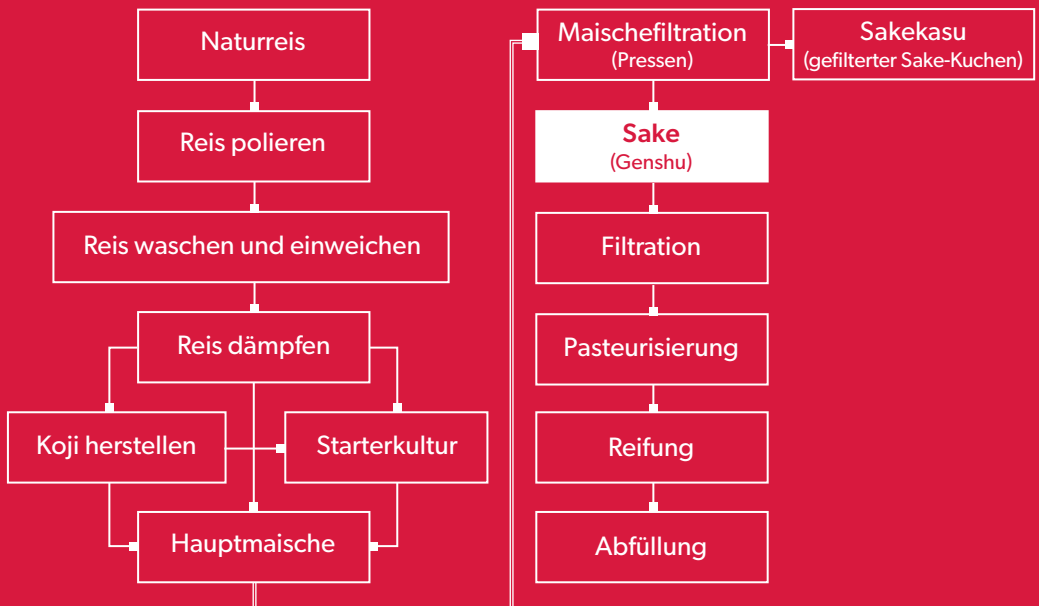 Naturreis
Reis polieren
Reis waschen und einweichen
Reis dämpfen
Koji herstellen
Starterkultur
Hauptmaische
Maischefiltration
(Pressen)
Sakekasu
(gefilterter Sake-Kuchen)
Sake
(Genshu)
Filtration
Pasteurisierung
Reifung
Abfüllung